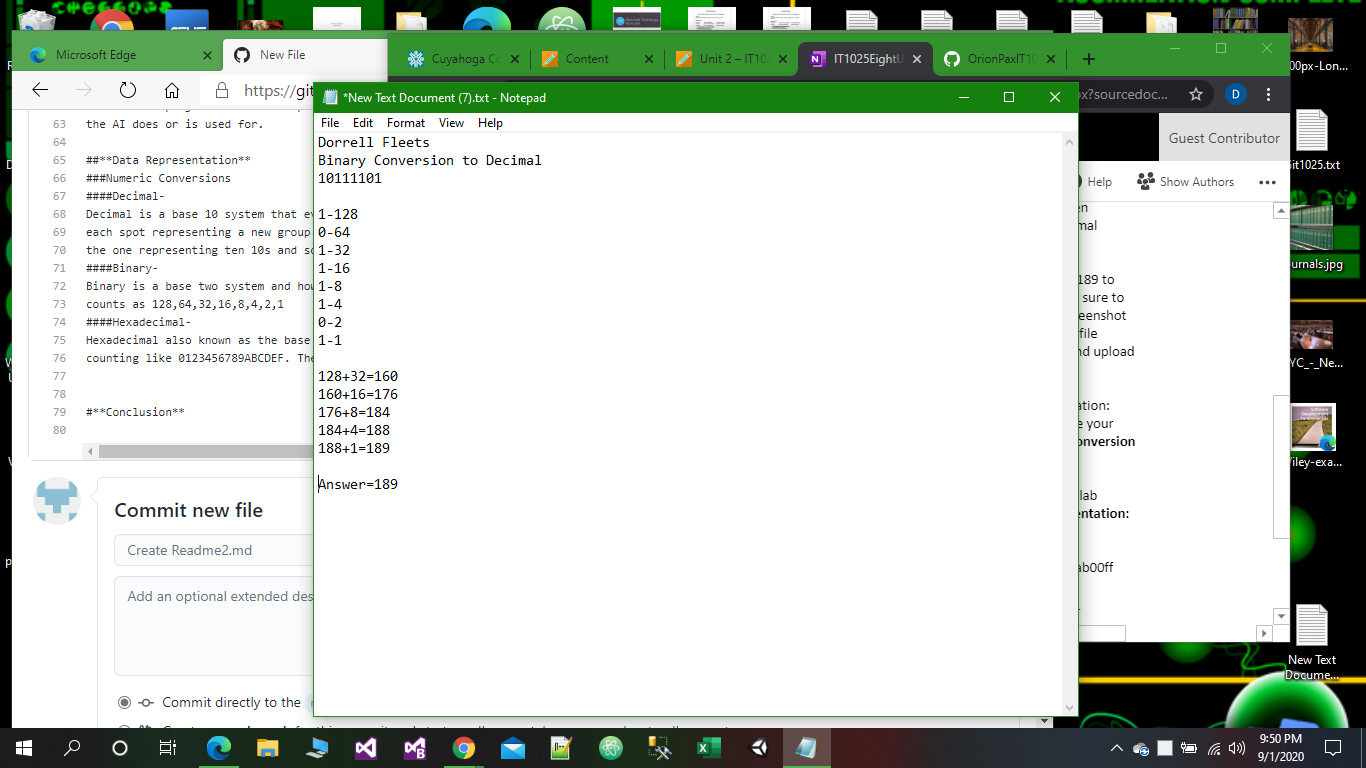 Microsoft Edge
New File
Cuyahoga Co
Content
Unit 2 – IT10
IT1025EightU
OrionPaxIT10
https://git
ox?sourcedoc...
D
*New Text Document (7).txt - Notepad
File Edit Format View Help
Dorrell Fleets
Binary Conversion to Decimal
10111101
1-128
0-64
1-32
1-16
1-8
1-4
0-2
1-1
128+32=160
160+16=176
176+8=184
184+4=188
188+1=189
Answer=189
63 the AI does or is used for.
64
65 ##**Data Representation**
66 ###Numeric Conversions
67 ####Decimal-
68 Decimal is a base 10 system that ev
69 each spot representing a new group
70 the one representing ten 10s and so
71 ####Binary-
72 Binary is a base two system and how
73 counts as 128,64,32,16,8,4,2,1
74 ####Hexadecimal-
75 Hexadecimal also known as the base
76 counting like 0123456789ABCDEF. The
77
78
79 #**Conclusion**
80
Commit new file
Create Readme2.md
Add an optional extended des
Commit directly to the
Guest Contributor
Help
Show Authors
en
mal
189 to
sure to
eenshot
file
nd upload
ation:
e your
onversion
lab
entation:
ab00ff
00px-Lon...
it1025.txt
urnals.jpg
YC_-_Ne...
iley-exa...
New Text
Docume...
9:50 PM
9/1/2020